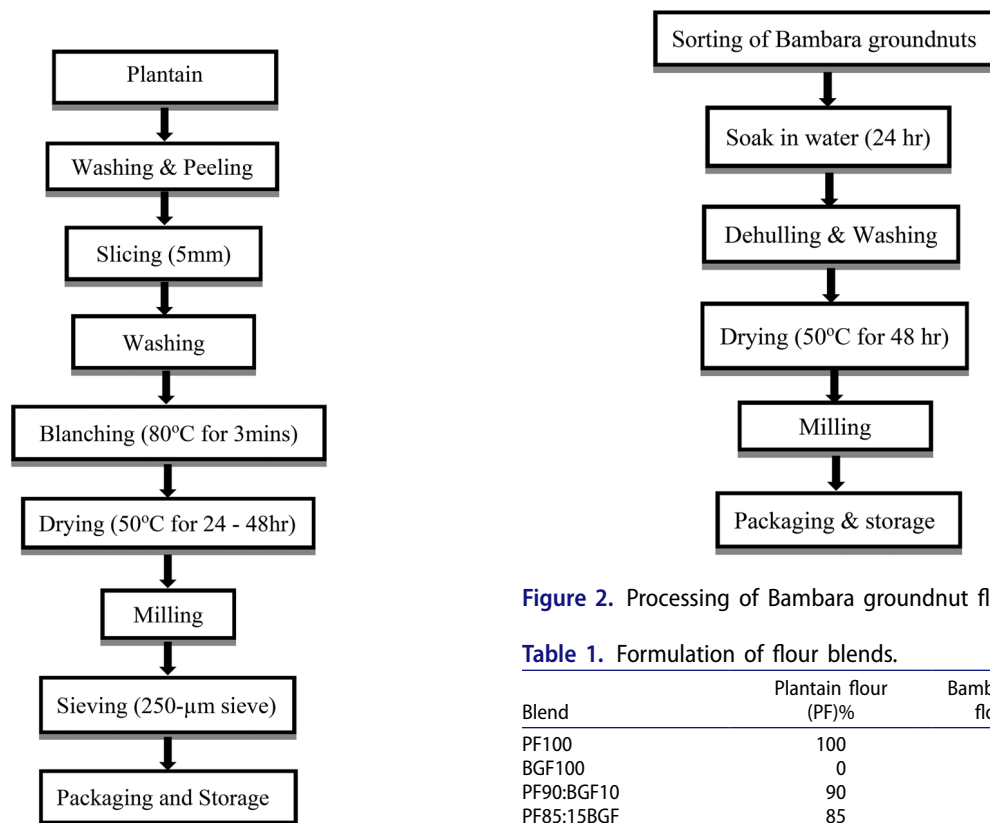 Plantain
Washing & Peeling
Slicing (5mm)
Washing
Blanching (80°C for 3mins)
Drying (50°C for 24 - 48hr)
Milling
Sieving (250-µm sieve)
Packaging and Storage
Sorting of Bambara groundnuts
Soak in water (24 hr)
Dehulling & Washing
Drying (50°C for 48 hr)
Milling
Packaging & storage
Figure 2. Processing of Bambara groundnut
Table 1. Formulation of flour blends.
Plantain flour
Blend (PF)%
PF100 100
BGF100 0
PF90:BGF10 90
PF85:15BGF 85